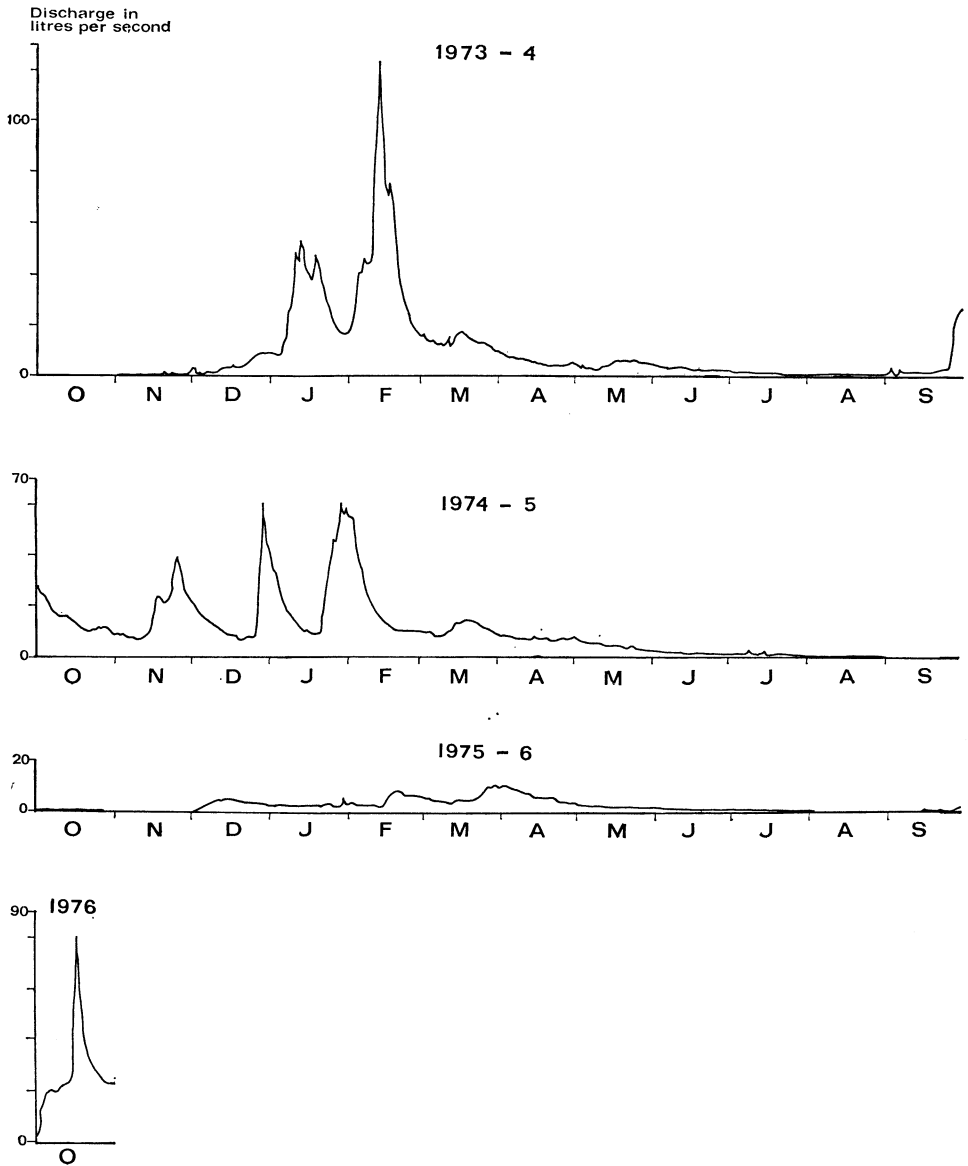 Discharge in
litres per second
1973 - 4
100
0
O N D J F M A M J J A S
70
1974 - 5
0
O N D J F M A M J J A S
1975 - 6
20
0
O N D J F M A M J J A S
90 1976
0
O